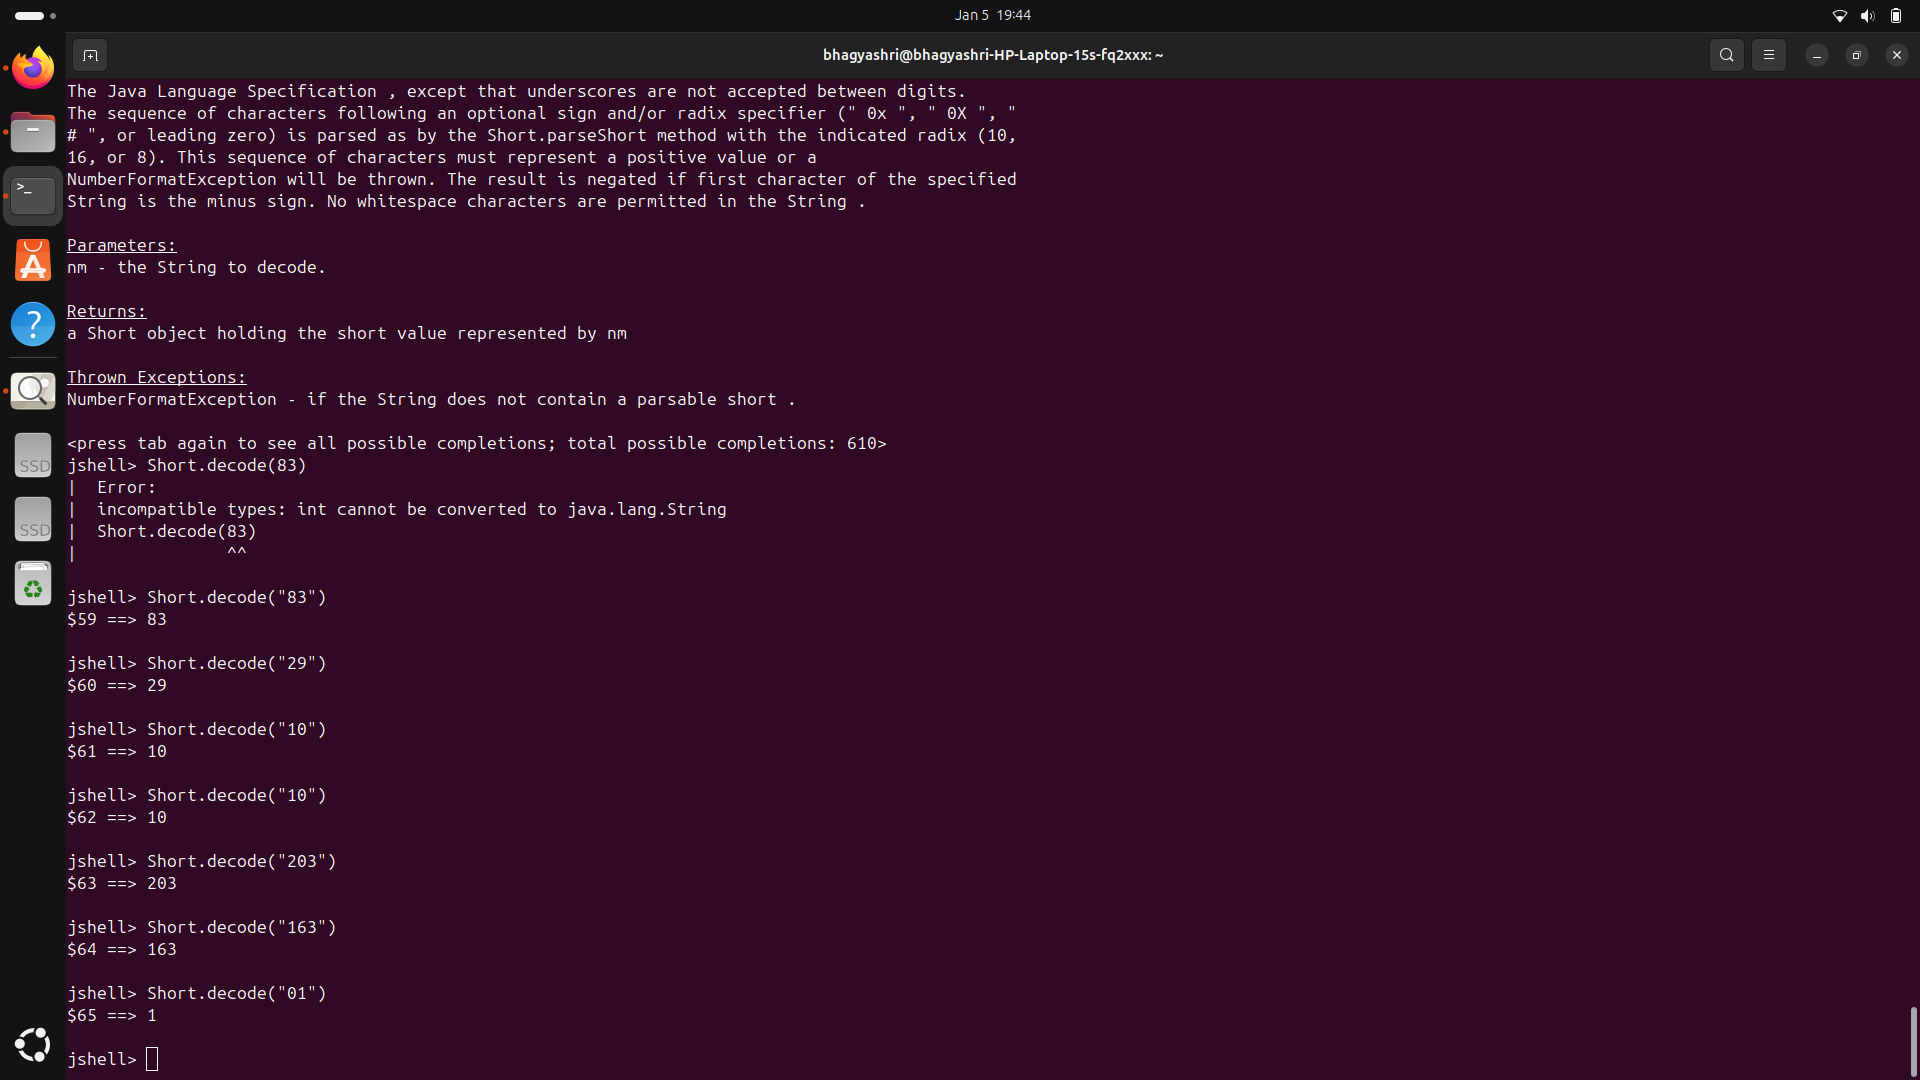 Jan 5 19:44
bhagyashri@bhagyashri-HP-Laptop-15s-fq2xxx: ~
The Java Language Specification , except that underscores are not accepted between digits.
The sequence of characters following an optional sign and/or radix specifier (" 0x ", " 0X ", "
# ", or leading zero) is parsed as by the Short.parseShort method with the indicated radix (10,
16, or 8). This sequence of characters must represent a positive value or a
NumberFormatException will be thrown. The result is negated if first character of the specified
String is the minus sign. No whitespace characters are permitted in the String .
Parameters:
nm - the String to decode.
Returns:
a Short object holding the short value represented by nm
Thrown Exceptions:
NumberFormatException - if the String does not contain a parsable short .
<press tab again to see all possible completions; total possible completions: 610>
jshell> Short.decode(83)
|  Error:
|  incompatible types: int cannot be converted to java.lang.String
|  Short.decode(83)
|               ^^
jshell> Short.decode("83")
$59 ==> 83
jshell> Short.decode("29")
$60 ==> 29
jshell> Short.decode("10")
$61 ==> 10
jshell> Short.decode("10")
$62 ==> 10
jshell> Short.decode("203")
$63 ==> 203
jshell> Short.decode("163")
$64 ==> 163
jshell> Short.decode("01")
$65 ==> 1
jshell>
>_
?
SSD
SSD